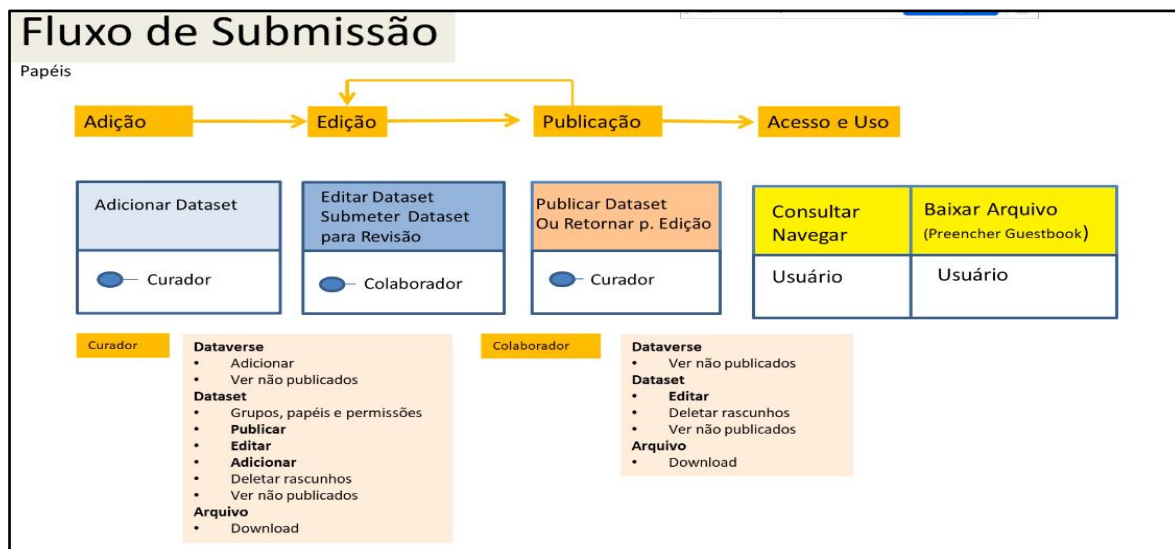 Fluxo de Submissão
Papéis
Adição
Edição
Publicação
Acesso e Uso
Adicionar Dataset
Curador
Editar Dataset
Submeter Dataset
para Revisão
Colaborador
Publicar Dataset
Ou Retornar p. Edição
Curador
Consultar
Navegar
Usuário
Baixar Arquivo
(Preencher Guestbook)
Usuário
Curador
Dataverse
• Adicionar
• Ver não publicados
Dataset
• Grupos, papéis e permissões
• Publicar
• Editar
• Adicionar
• Deletar rascunhos
• Ver não publicados
Arquivo
• Download
Colaborador
Dataverse
• Ver não publicados
Dataset
• Editar
• Deletar rascunhos
• Ver não publicados
Arquivo
• Download